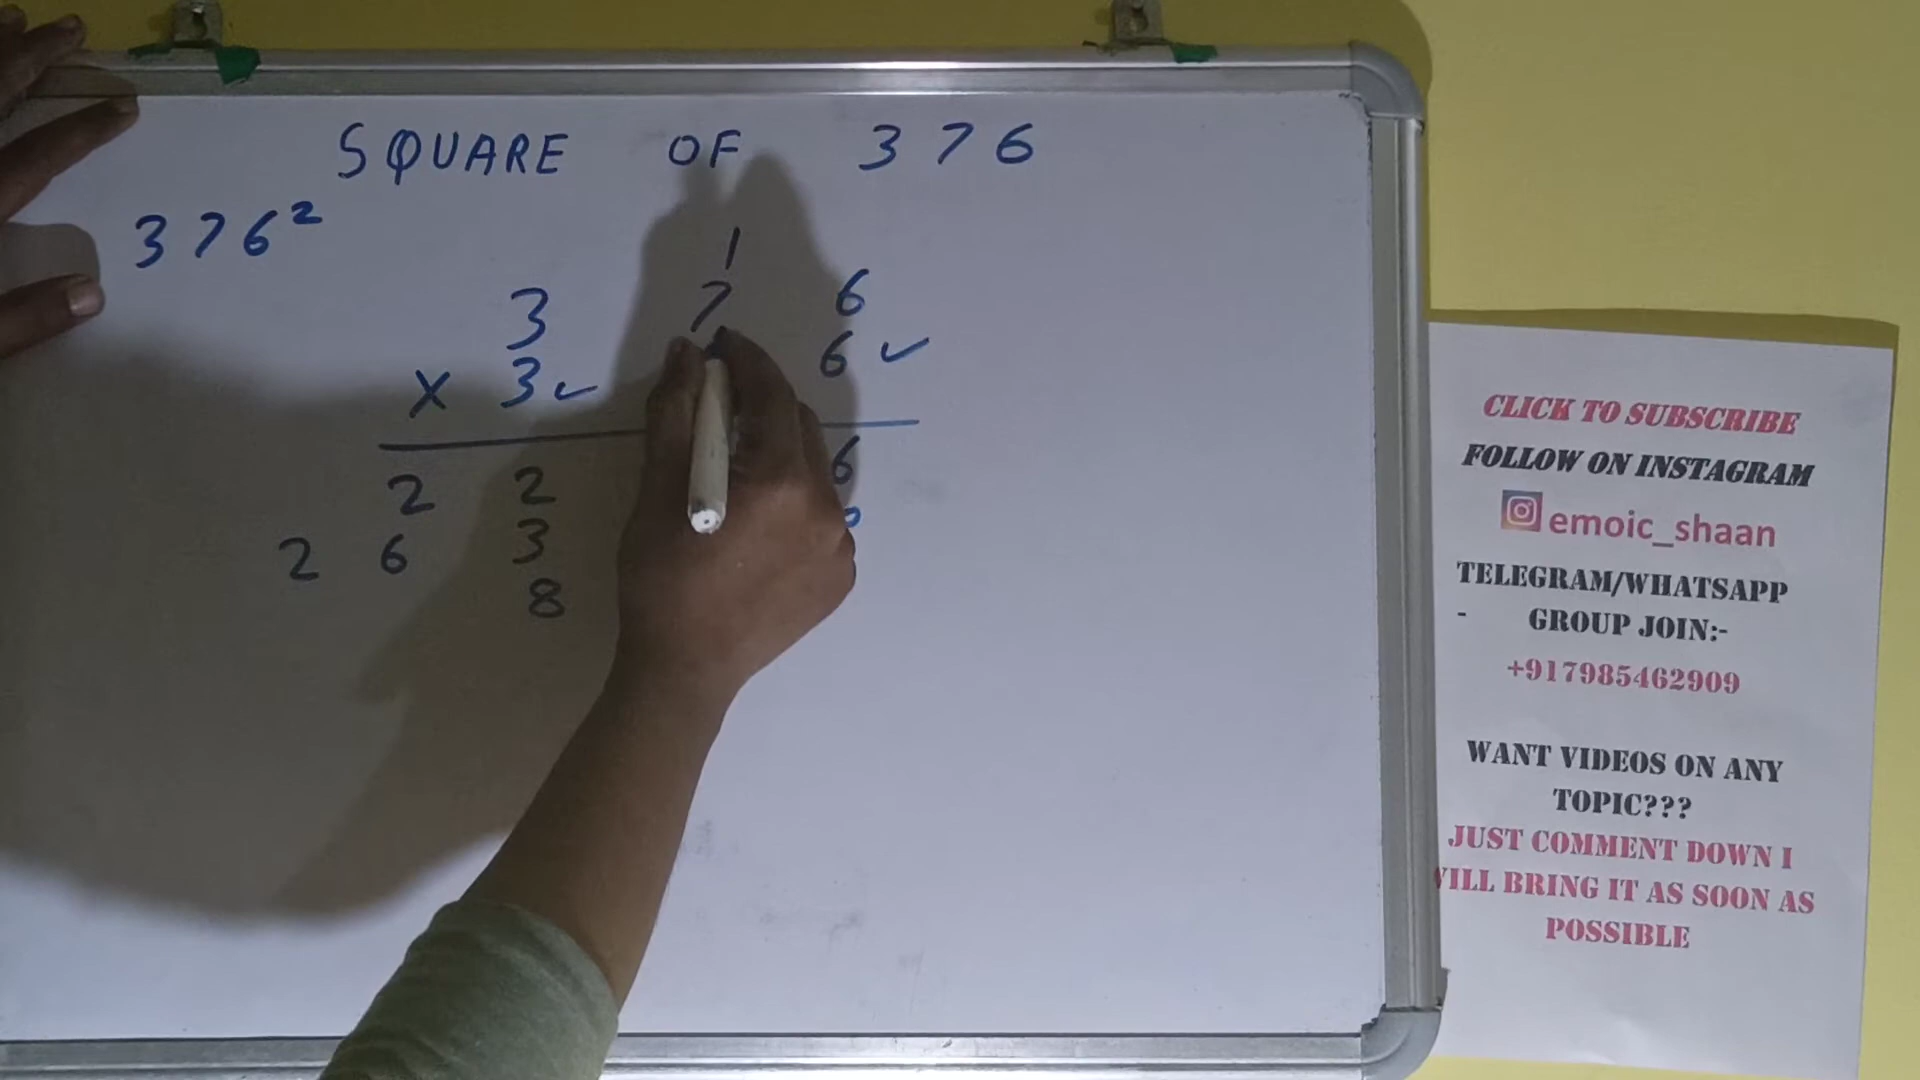 SQUARE OF 376
376²
1
3 7 6
X 3 ✓ 6 ✓
2 2 6
2 6 3
8
CLICK TO SUBSCRIBE
FOLLOW ON INSTAGRAM
emoic_shaan
TELEGRAM/WHATSAPP
- GROUP JOIN:-
+917985462909
WANT VIDEOS ON ANY
TOPIC???
JUST COMMENT DOWN I
WILL BRING IT AS SOON AS
POSSIBLE